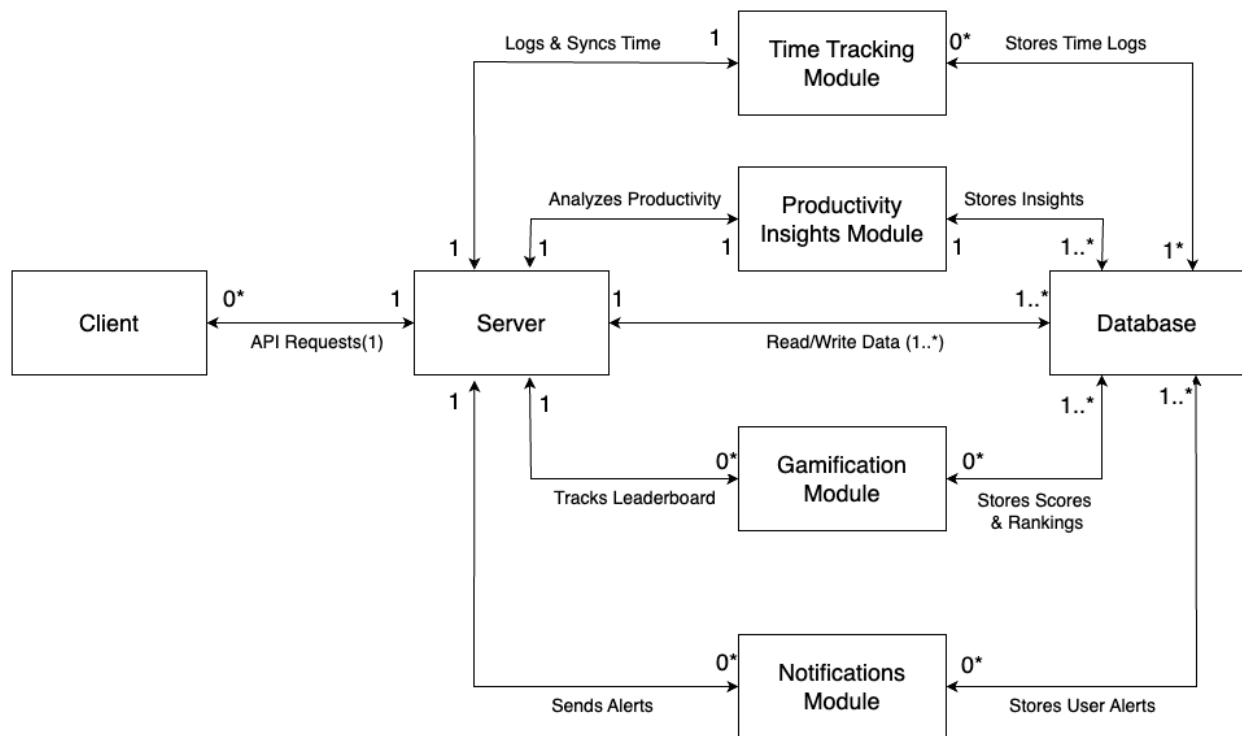 Logs & Syncs Time
1
Time Tracking
Module
0*
Stores Time Logs
Analyzes Productivity
Productivity
Insights Module
Stores Insights
1
1
1
1
1..*
1*
Client
0*
1
API Requests(1)
Server
1
1..*
Read/Write Data (1..*)
Database
1
1
1..*
1..*
0*
Gamification
Module
0*
Tracks Leaderboard
Stores Scores
& Rankings
0*
Notifications
Module
0*
Sends Alerts
Stores User Alerts